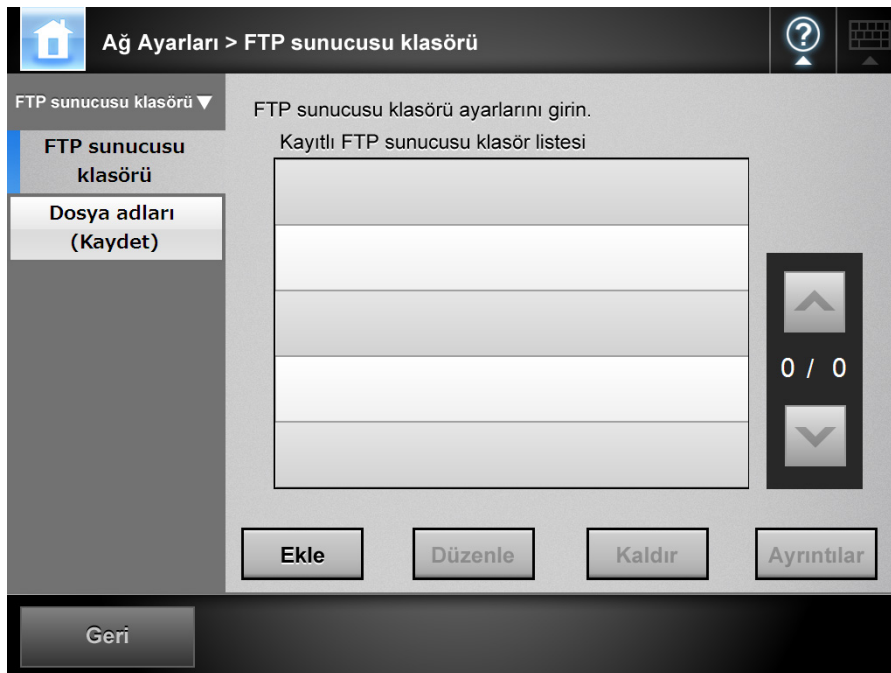 Ağ Ayarları > FTP sunucusu klasörü
?
FTP sunucusu klasörü ▼
FTP sunucusu
klasörü
Dosya adları
(Kaydet)
FTP sunucusu klasörü ayarlarını girin.
Kayıtlı FTP sunucusu klasör listesi
0 / 0
Ekle
Düzenle
Kaldır
Ayrıntılar
Geri